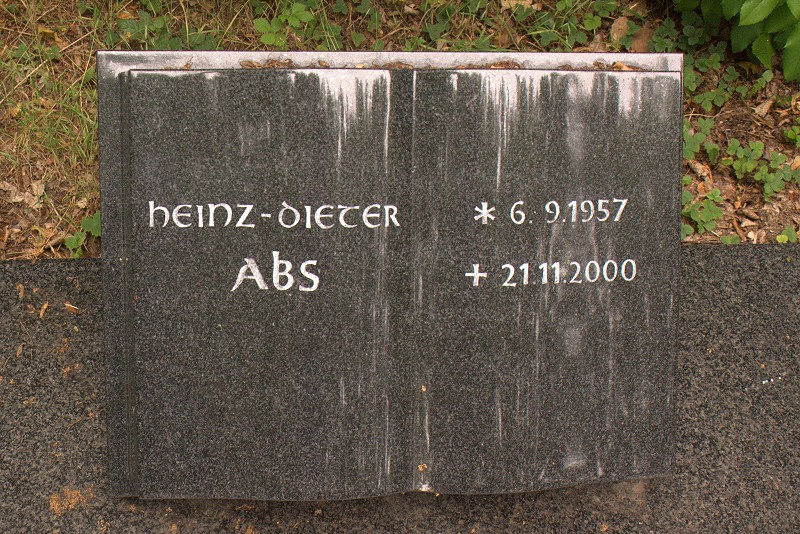 HEINZ-DIETER
ABS
* 6. 9.1957
+ 21.11.2000